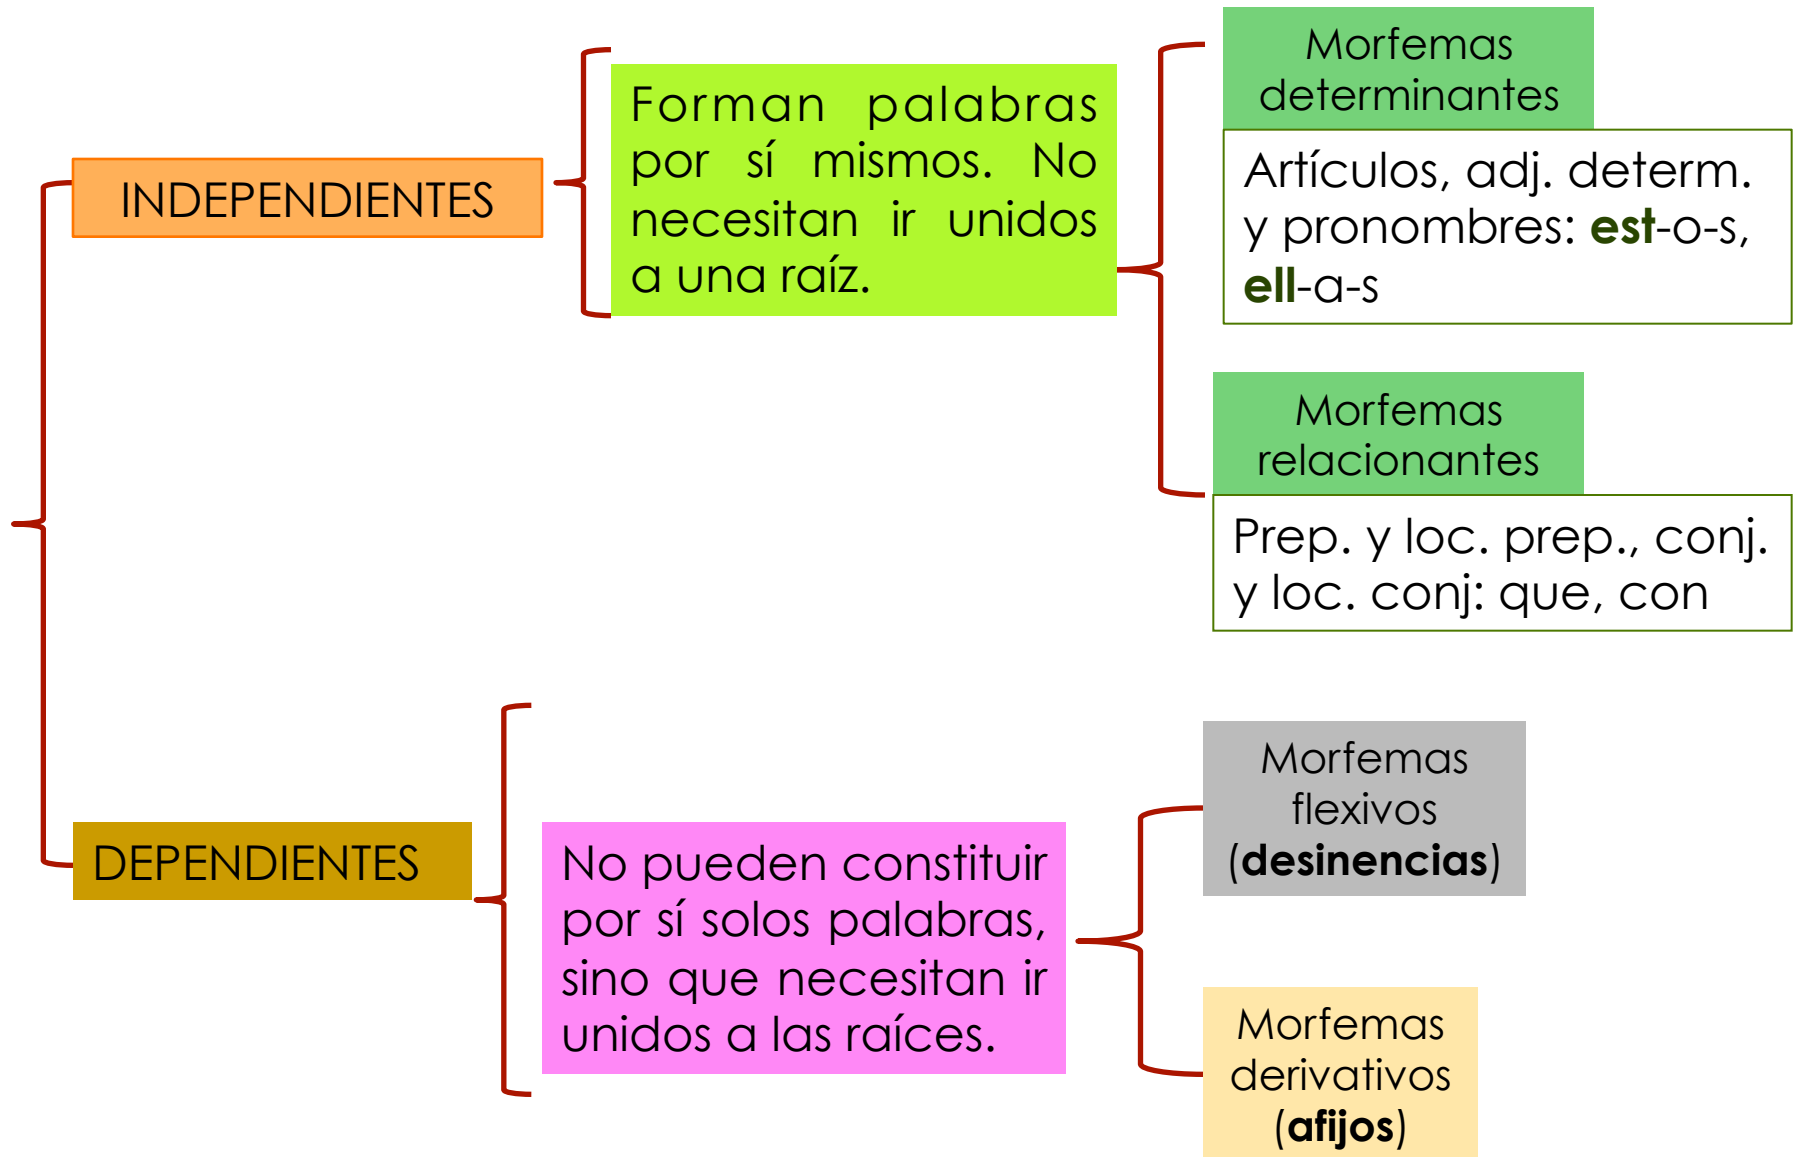 INDEPENDIENTES
Forman palabras
por sí mismos. No
necesitan ir unidos
a una raíz.
Morfemas
determinantes
Artículos, adj. determ.
y pronombres: est-o-s,
ell-a-s
Morfemas
relacionantes
Prep. y loc. prep., conj.
y loc. conj: que, con
DEPENDIENTES
No pueden constituir
por sí solos palabras,
sino que necesitan ir
unidos a las raíces.
Morfemas
flexivos
(desinencias)
Morfemas
derivativos
(afijos)